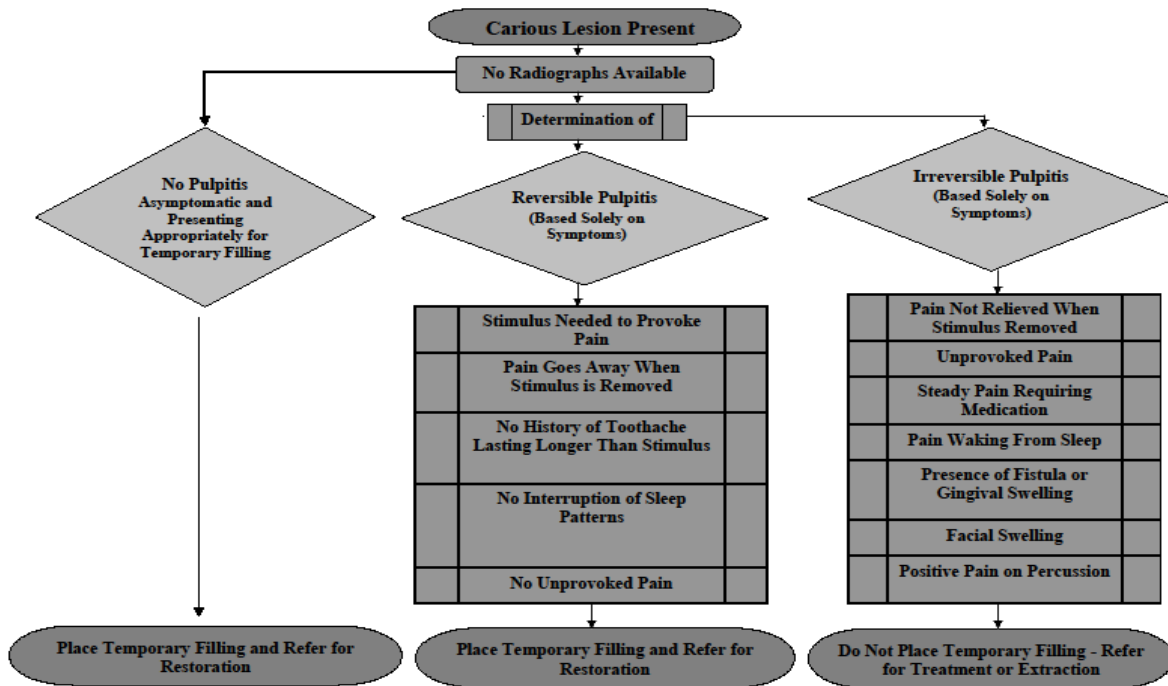 Carious Lesion Present
No Radiographs Available
Determination of
No Pulpitis
Asymptomatic and
Presenting
Appropriately for
Temporary Filling
Reversible Pulpitis
(Based Solely on
Symptoms)
Irreversible Pulpitis
(Based Solely on
Symptoms)
Stimulus Needed to Provoke
Pain
Pain Goes Away When
Stimulus is Removed
No History of Toothache
Lasting Longer Than Stimulus
No Interruption of Sleep
Patterns
No Unprovoked Pain
Pain Not Relieved When
Stimulus Removed
Unprovoked Pain
Steady Pain Requiring
Medication
Pain Waking From Sleep
Presence of Fistula or
Gingival Swelling
Facial Swelling
Positive Pain on Percussion
Place Temporary Filling and Refer for
Restoration
Place Temporary Filling and Refer for
Restoration
Do Not Place Temporary Filling - Refer
for Treatment or Extraction